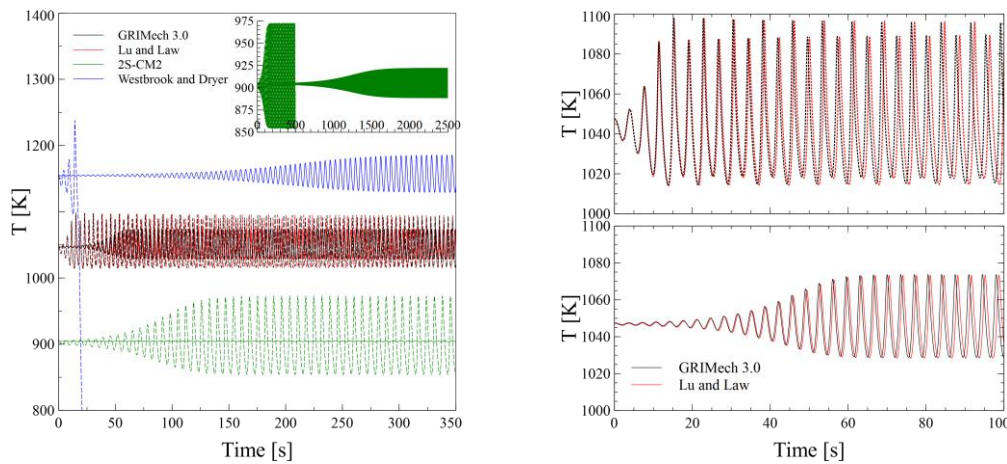 1400
1300
1200
1100
1000
900
800
T [K]
GRIMech 3.0
Lu and Law
2S-CM2
Westbrook and Dryer
975
950
925
900
875
850
0 500 1000 1500 2000 2500
0 50 100 150 200 250 300 350
Time [s]
1100
1080
1060
1040
1020
1000
T [K]
1100
1080
1060
1040
1020
1000
T [K]
GRIMech 3.0
Lu and Law
0 20 40 60 80 100
Time [s]